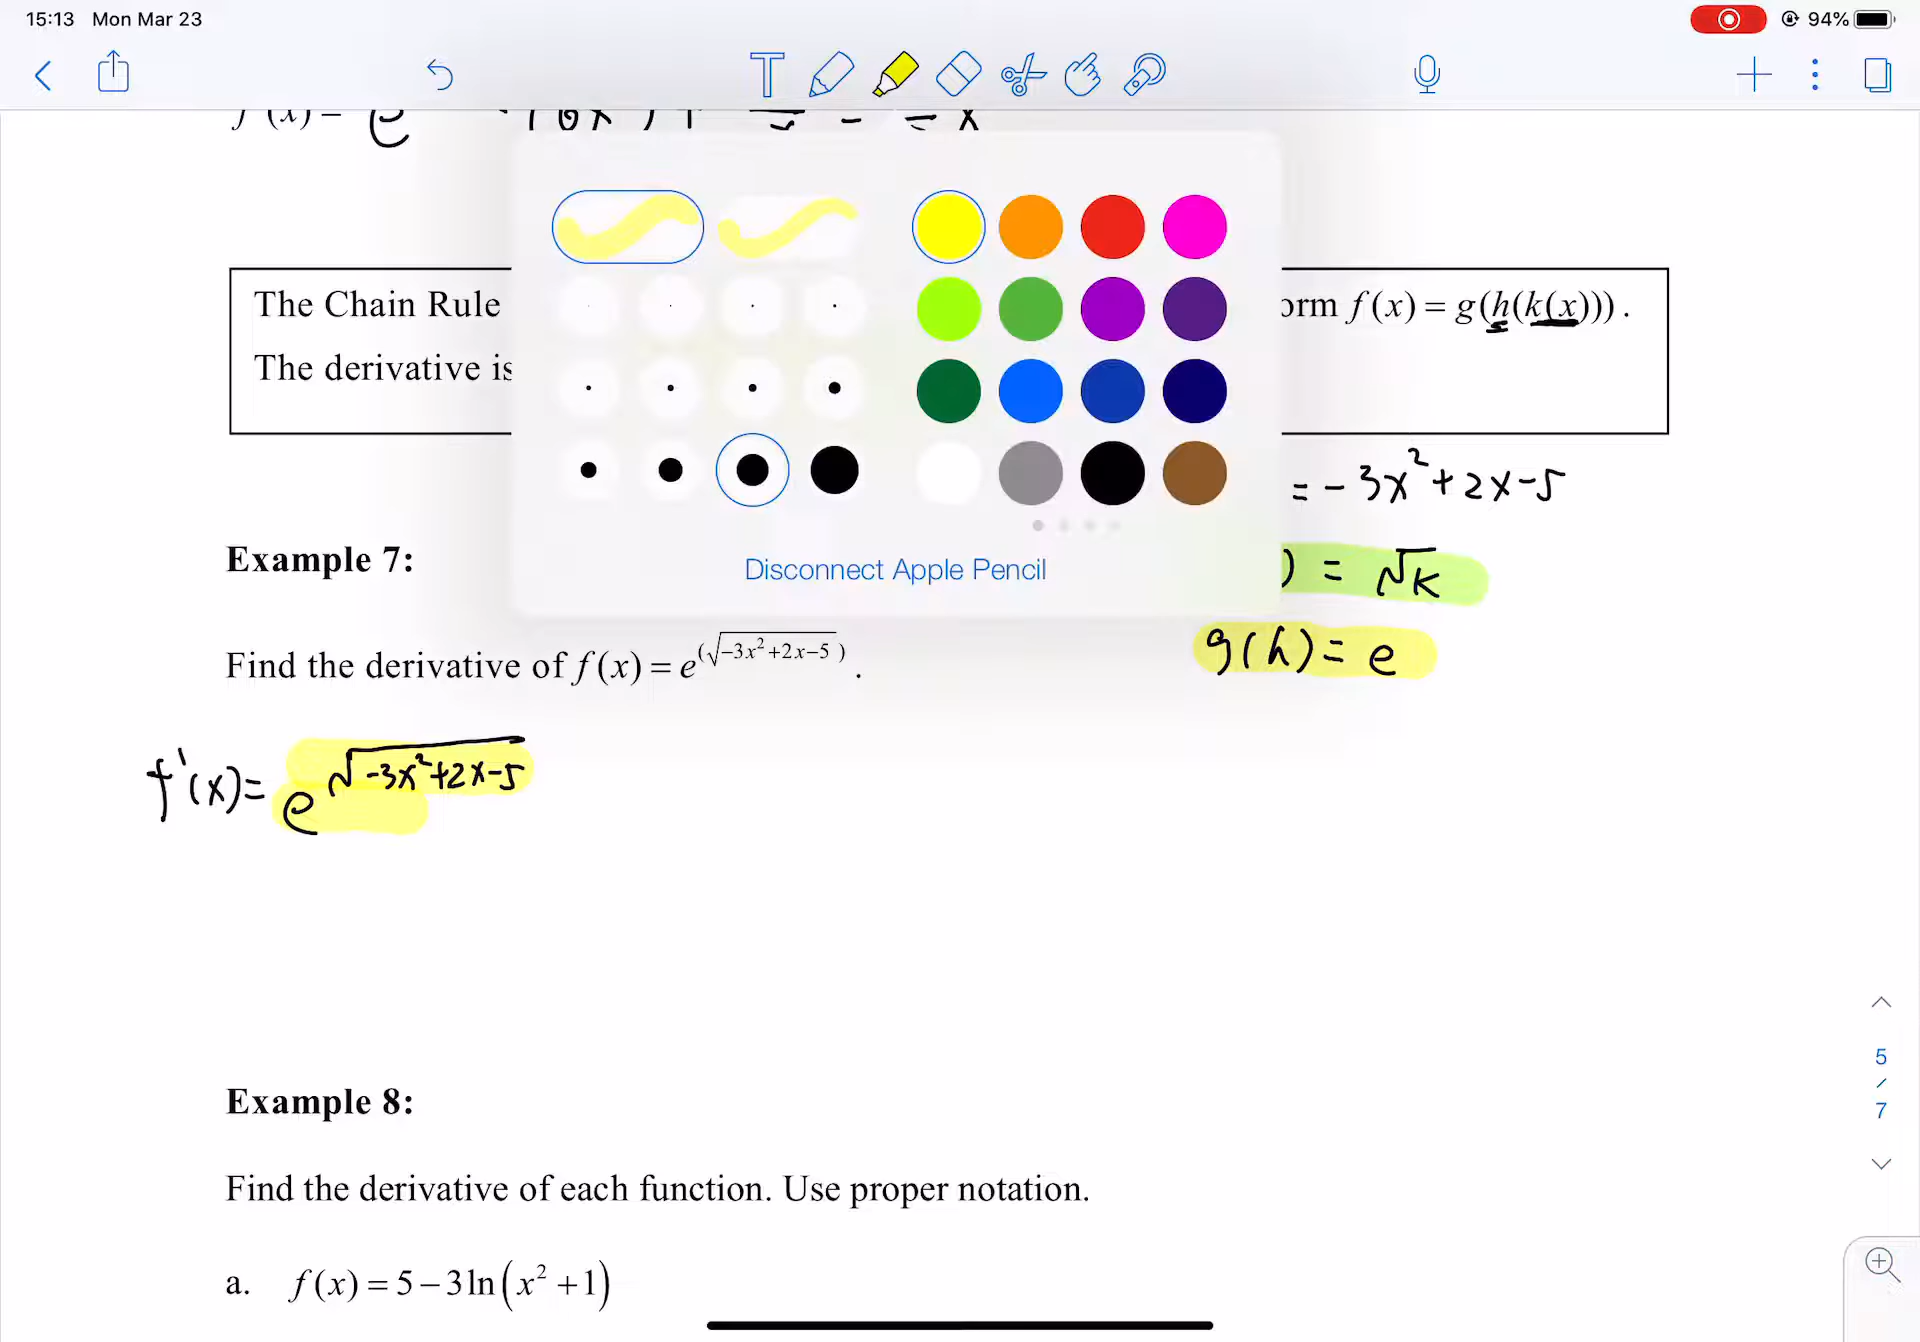 15:13 Mon Mar 23
94%
T
f(x) = e
The Chain Rule
orm f(x) = g(h(k(x))).
The derivative is
= -3x²+2x-5
Disconnect Apple Pencil
Example 7:
) = √k
g(h) = e
Find the derivative of f(x) = e^(√-3x²+2x-5).
f'(x) = e^√-3x²+2x-5
5
/
7
Example 8:
Find the derivative of each function. Use proper notation.
a. f(x) = 5 - 3ln(x² + 1)